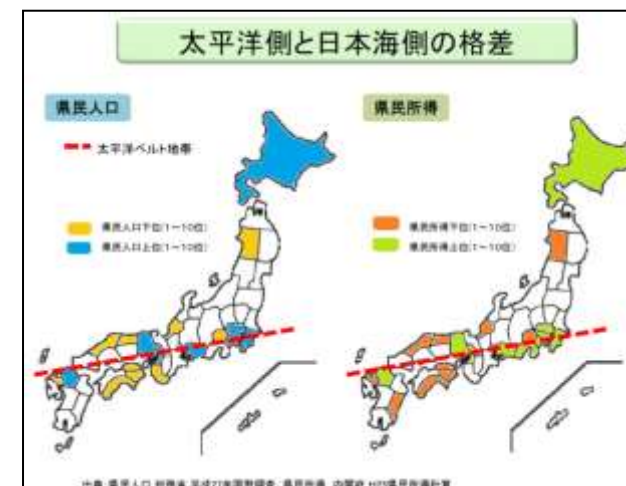 太平洋側と日本海側の格差
県民人口
県民所得
太平洋ベルト地帯
県民人口下位(1～10位)
県民人口上位(1～10位)
県民所得下位(1～10位)
県民所得上位(1～10位)